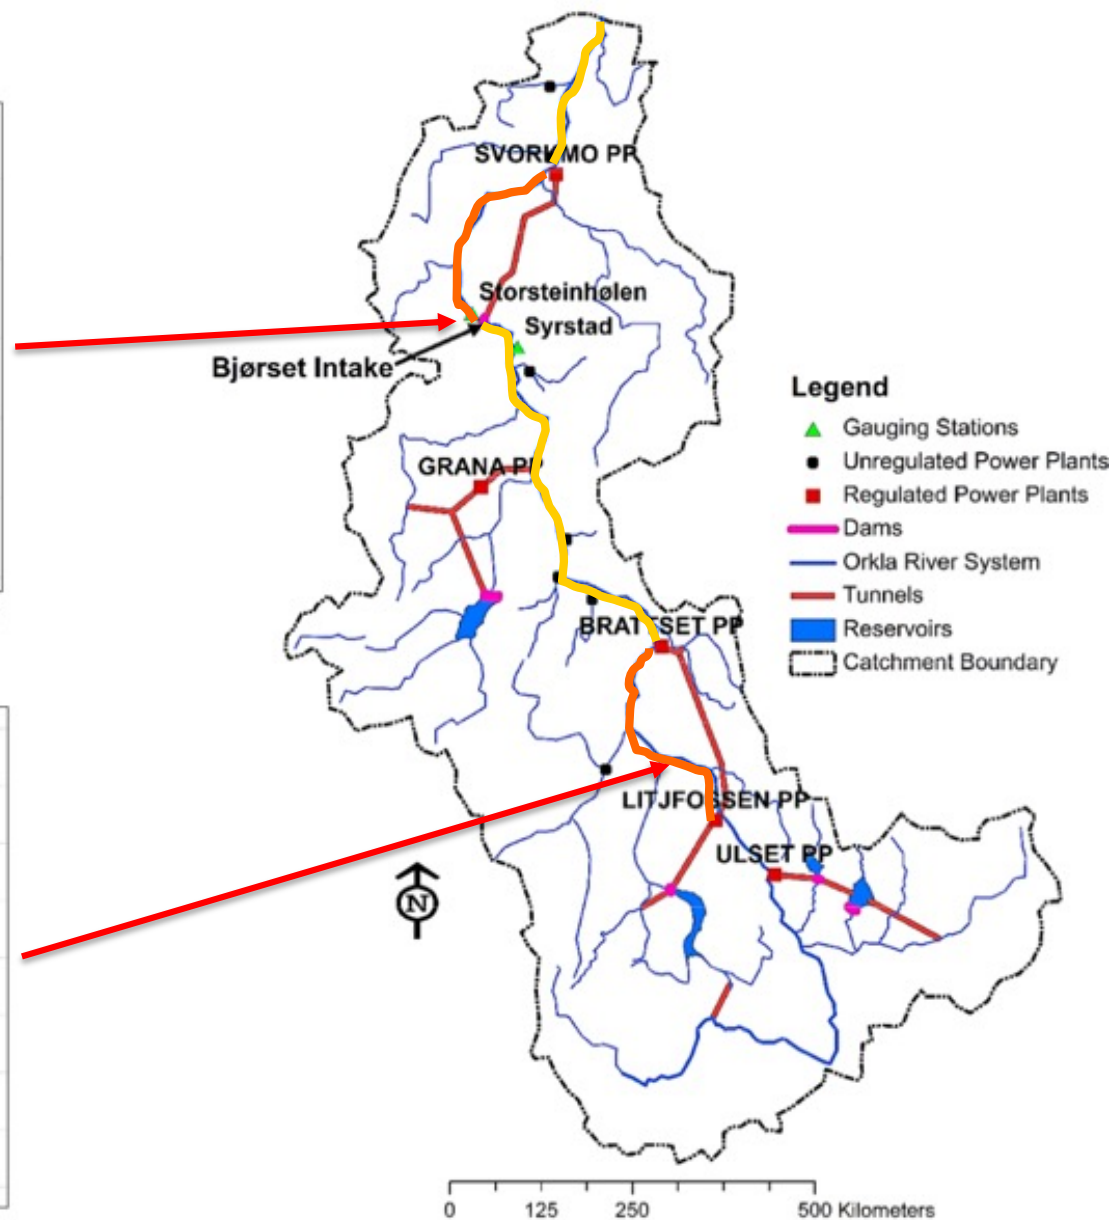 SVORKMO PP
Storsteinhølen
Syrstad
Bjørset Intake
GRANA PP
BRATTSET PP
LITJFOSSEN PP
ULSET PP
N
Legend
Gauging Stations
Unregulated Power Plants
Regulated Power Plants
Dams
Orkla River System
Tunnels
Reservoirs
Catchment Boundary
0 125 250 500 Kilometers